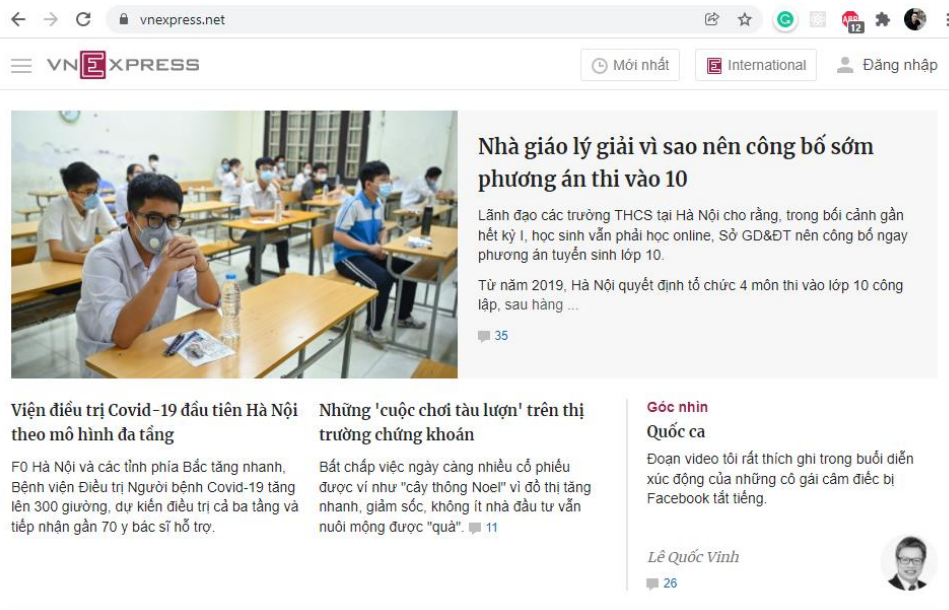 vnexpress.net
12
VNEXPRESS
Mới nhất
International
Đăng nhập
Nhà giáo lý giải vì sao nên công bố sớm
phương án thi vào 10
Lãnh đạo các trường THCS tại Hà Nội cho rằng, trong bối cảnh gần
hết kỳ I, học sinh vẫn phải học online, Sở GD&ĐT nên công bố ngay
phương án tuyển sinh lớp 10.
Từ năm 2019, Hà Nội quyết định tổ chức 4 môn thi vào lớp 10 công
lập, sau hàng ...
35
Viện điều trị Covid-19 đầu tiên Hà Nội
theo mô hình đa tầng
F0 Hà Nội và các tỉnh phía Bắc tăng nhanh,
Bệnh viện Điều trị Người bệnh Covid-19 tăng
lên 300 giường, dự kiến điều trị cả ba tầng và
tiếp nhận gần 70 y bác sĩ hỗ trợ.
Những 'cuộc chơi tàu lượn' trên thị
trường chứng khoán
Bất chấp việc ngày càng nhiều cổ phiếu
được ví như "cây thông Noel" vì đồ thị tăng
nhanh, giảm sốc, không ít nhà đầu tư vẫn
nuôi mộng được "quà". 11
Góc nhìn
Quốc ca
Đoạn video tôi rất thích ghi trong buổi diễn
xúc động của những cô gái câm điếc bị
Facebook tắt tiếng.
Lê Quốc Vinh
26